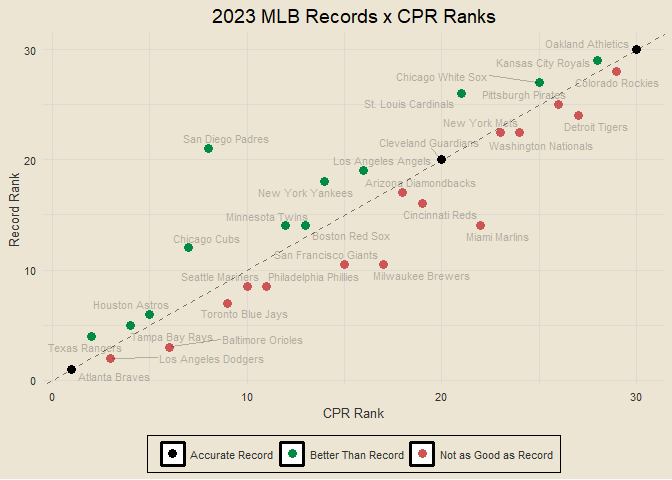 2023 MLB Records x CPR Ranks
30
Oakland Athletics
Kansas City Royals
Chicago White Sox
Colorado Rockies
Pittsburgh Pirates
St. Louis Cardinals
New York Mets
Detroit Tigers
San Diego Padres
Cleveland Guardians
Washington Nationals
20
Los Angeles Angels
Arizona Diamondbacks
New York Yankees
Minnesota Twins
Cincinnati Reds
Chicago Cubs
Boston Red Sox
Miami Marlins
San Francisco Giants
Seattle Mariners
Philadelphia Phillies
Milwaukee Brewers
10
Houston Astros
Toronto Blue Jays
Tampa Bay Rays
Baltimore Orioles
Texas Rangers
Los Angeles Dodgers
Atlanta Braves
0
Record Rank
0 10 20 30
CPR Rank
Accurate Record Better Than Record Not as Good as Record